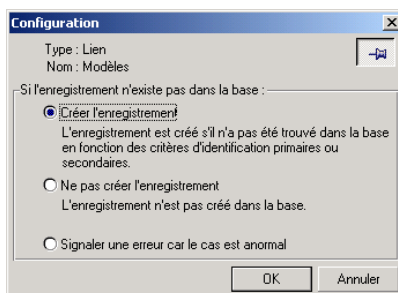 Configuration
Type : Lien
Nom : Modèles
Si l'enregistrement n'existe pas dans la base :
Créer l'enregistrement
L'enregistrement est créé s'il n'a pas été trouvé dans la base
en fonction des critères d'identification primaires ou
secondaires.
Ne pas créer l'enregistrement
L'enregistrement n'est pas créé dans la base.
Signaler une erreur car le cas est anormal
OK
Annuler